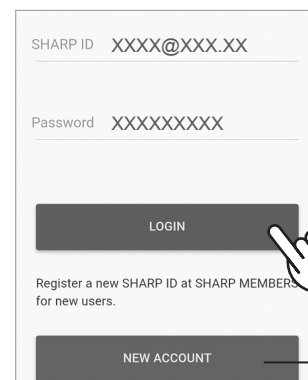 SHARP ID XXXX@XXX.XX
Password XXXXXXXXX
LOGIN
Register a new SHARP ID at SHARP MEMBERS
for new users.
NEW ACCOUNT